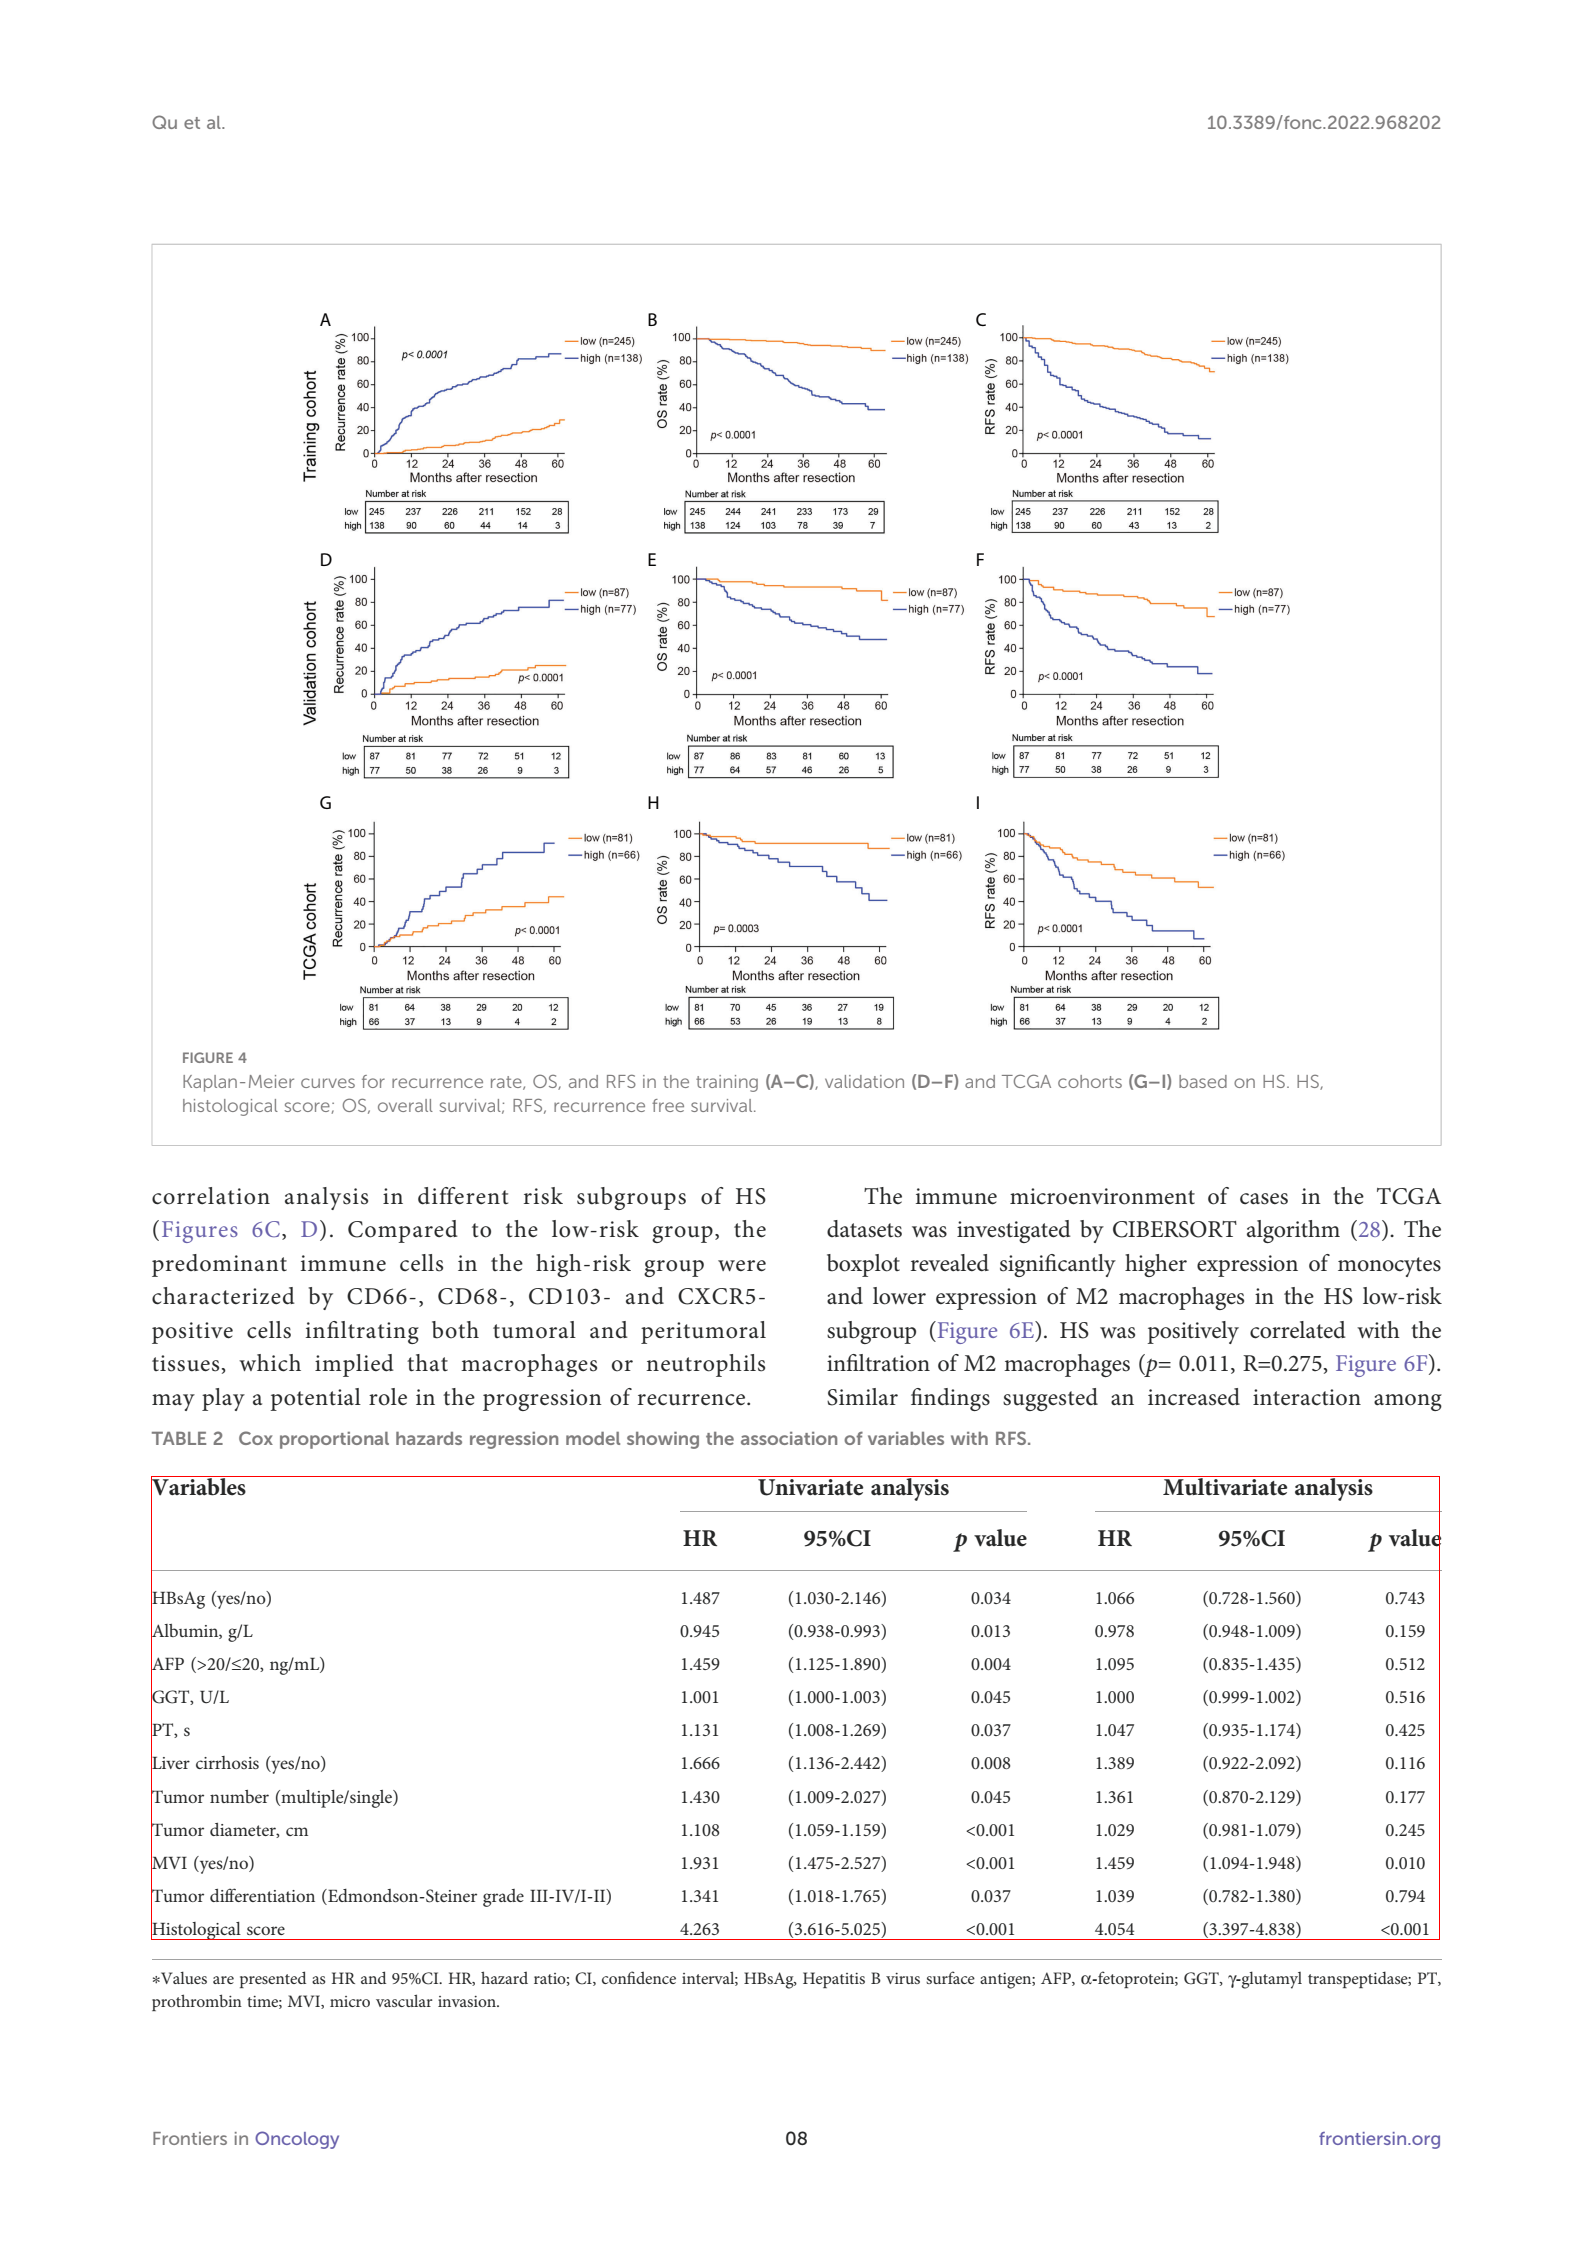 Qu et al.
10.3389/fonc.2022.968202
Training cohort
A
Recurrence rate (%)
100
80
60
40
20
0
p< 0.0001
low (n=245)
high (n=138)
0 12 24 36 48 60
Months after resection
Number at risk
low 245 237 226 211 152 28
high 138 90 60 44 14 3
B
OS rate (%)
100
80
60
40
20
0
p< 0.0001
low (n=245)
high (n=138)
0 12 24 36 48 60
Months after resection
Number at risk
low 245 244 241 233 173 29
high 138 124 103 78 39 7
C
RFS rate (%)
100
80
60
40
20
0
p< 0.0001
low (n=245)
high (n=138)
0 12 24 36 48 60
Months after resection
Number at risk
low 245 237 226 211 152 28
high 138 90 60 43 13 2
Validation cohort
D
Recurrence rate (%)
100
80
60
40
20
0
p< 0.0001
low (n=87)
high (n=77)
0 12 24 36 48 60
Months after resection
Number at risk
low 87 81 77 72 51 12
high 77 50 38 26 9 3
E
OS rate (%)
100
80
60
40
20
0
p< 0.0001
low (n=87)
high (n=77)
0 12 24 36 48 60
Months after resection
Number at risk
low 87 86 83 81 60 13
high 77 64 57 46 26 5
F
RFS rate (%)
100
80
60
40
20
0
p< 0.0001
low (n=87)
high (n=77)
0 12 24 36 48 60
Months after resection
Number at risk
low 87 81 77 72 51 12
high 77 50 38 26 9 3
TCGA cohort
G
Recurrence rate (%)
100
80
60
40
20
0
p< 0.0001
low (n=81)
high (n=66)
0 12 24 36 48 60
Months after resection
Number at risk
low 81 64 38 29 20 12
high 66 37 13 9 4 2
H
OS rate (%)
100
80
60
40
20
0
p= 0.0003
low (n=81)
high (n=66)
0 12 24 36 48 60
Months after resection
Number at risk
low 81 70 45 36 27 19
high 66 53 26 19 13 8
I
RFS rate (%)
100
80
60
40
20
0
p< 0.0001
low (n=81)
high (n=66)
0 12 24 36 48 60
Months after resection
Number at risk
low 81 64 38 29 20 12
high 66 37 13 9 4 2
FIGURE 4
Kaplan-Meier curves for recurrence rate, OS, and RFS in the training (A–C), validation (D–F) and TCGA cohorts (G–I) based on HS. HS,
histological score; OS, overall survival; RFS, recurrence free survival.
correlation analysis in different risk subgroups of HS
(Figures 6C, D). Compared to the low-risk group, the
predominant immune cells in the high-risk group were
characterized by CD66-, CD68-, CD103- and CXCR5-
positive cells infiltrating both tumoral and peritumoral
tissues, which implied that macrophages or neutrophils
may play a potential role in the progression of recurrence.
The immune microenvironment of cases in the TCGA
datasets was investigated by CIBERSORT algorithm (28). The
boxplot revealed significantly higher expression of monocytes
and lower expression of M2 macrophages in the HS low-risk
subgroup (Figure 6E). HS was positively correlated with the
infiltration of M2 macrophages (p= 0.011, R=0.275, Figure 6F).
Similar findings suggested an increased interaction among
TABLE 2 Cox proportional hazards regression model showing the association of variables with RFS.
Variables Univariate analysis Multivariate analysis
HR 95%CI p value HR 95%CI p value
HBsAg (yes/no) 1.487 (1.030-2.146) 0.034 1.066 (0.728-1.560) 0.743
Albumin, g/L 0.945 (0.938-0.993) 0.013 0.978 (0.948-1.009) 0.159
AFP (>20/≤20, ng/mL) 1.459 (1.125-1.890) 0.004 1.095 (0.835-1.435) 0.512
GGT, U/L 1.001 (1.000-1.003) 0.045 1.000 (0.999-1.002) 0.516
PT, s 1.131 (1.008-1.269) 0.037 1.047 (0.935-1.174) 0.425
Liver cirrhosis (yes/no) 1.666 (1.136-2.442) 0.008 1.389 (0.922-2.092) 0.116
Tumor number (multiple/single) 1.430 (1.009-2.027) 0.045 1.361 (0.870-2.129) 0.177
Tumor diameter, cm 1.108 (1.059-1.159) <0.001 1.029 (0.981-1.079) 0.245
MVI (yes/no) 1.931 (1.475-2.527) <0.001 1.459 (1.094-1.948) 0.010
Tumor differentiation (Edmondson-Steiner grade III-IV/I-II) 1.341 (1.018-1.765) 0.037 1.039 (0.782-1.380) 0.794
Histological score 4.263 (3.616-5.025) <0.001 4.054 (3.397-4.838) <0.001
*Values are presented as HR and 95%CI. HR, hazard ratio; CI, confidence interval; HBsAg, Hepatitis B virus surface antigen; AFP, α-fetoprotein; GGT, γ-glutamyl transpeptidase; PT,
prothrombin time; MVI, micro vascular invasion.
Frontiers in Oncology
08
frontiersin.org